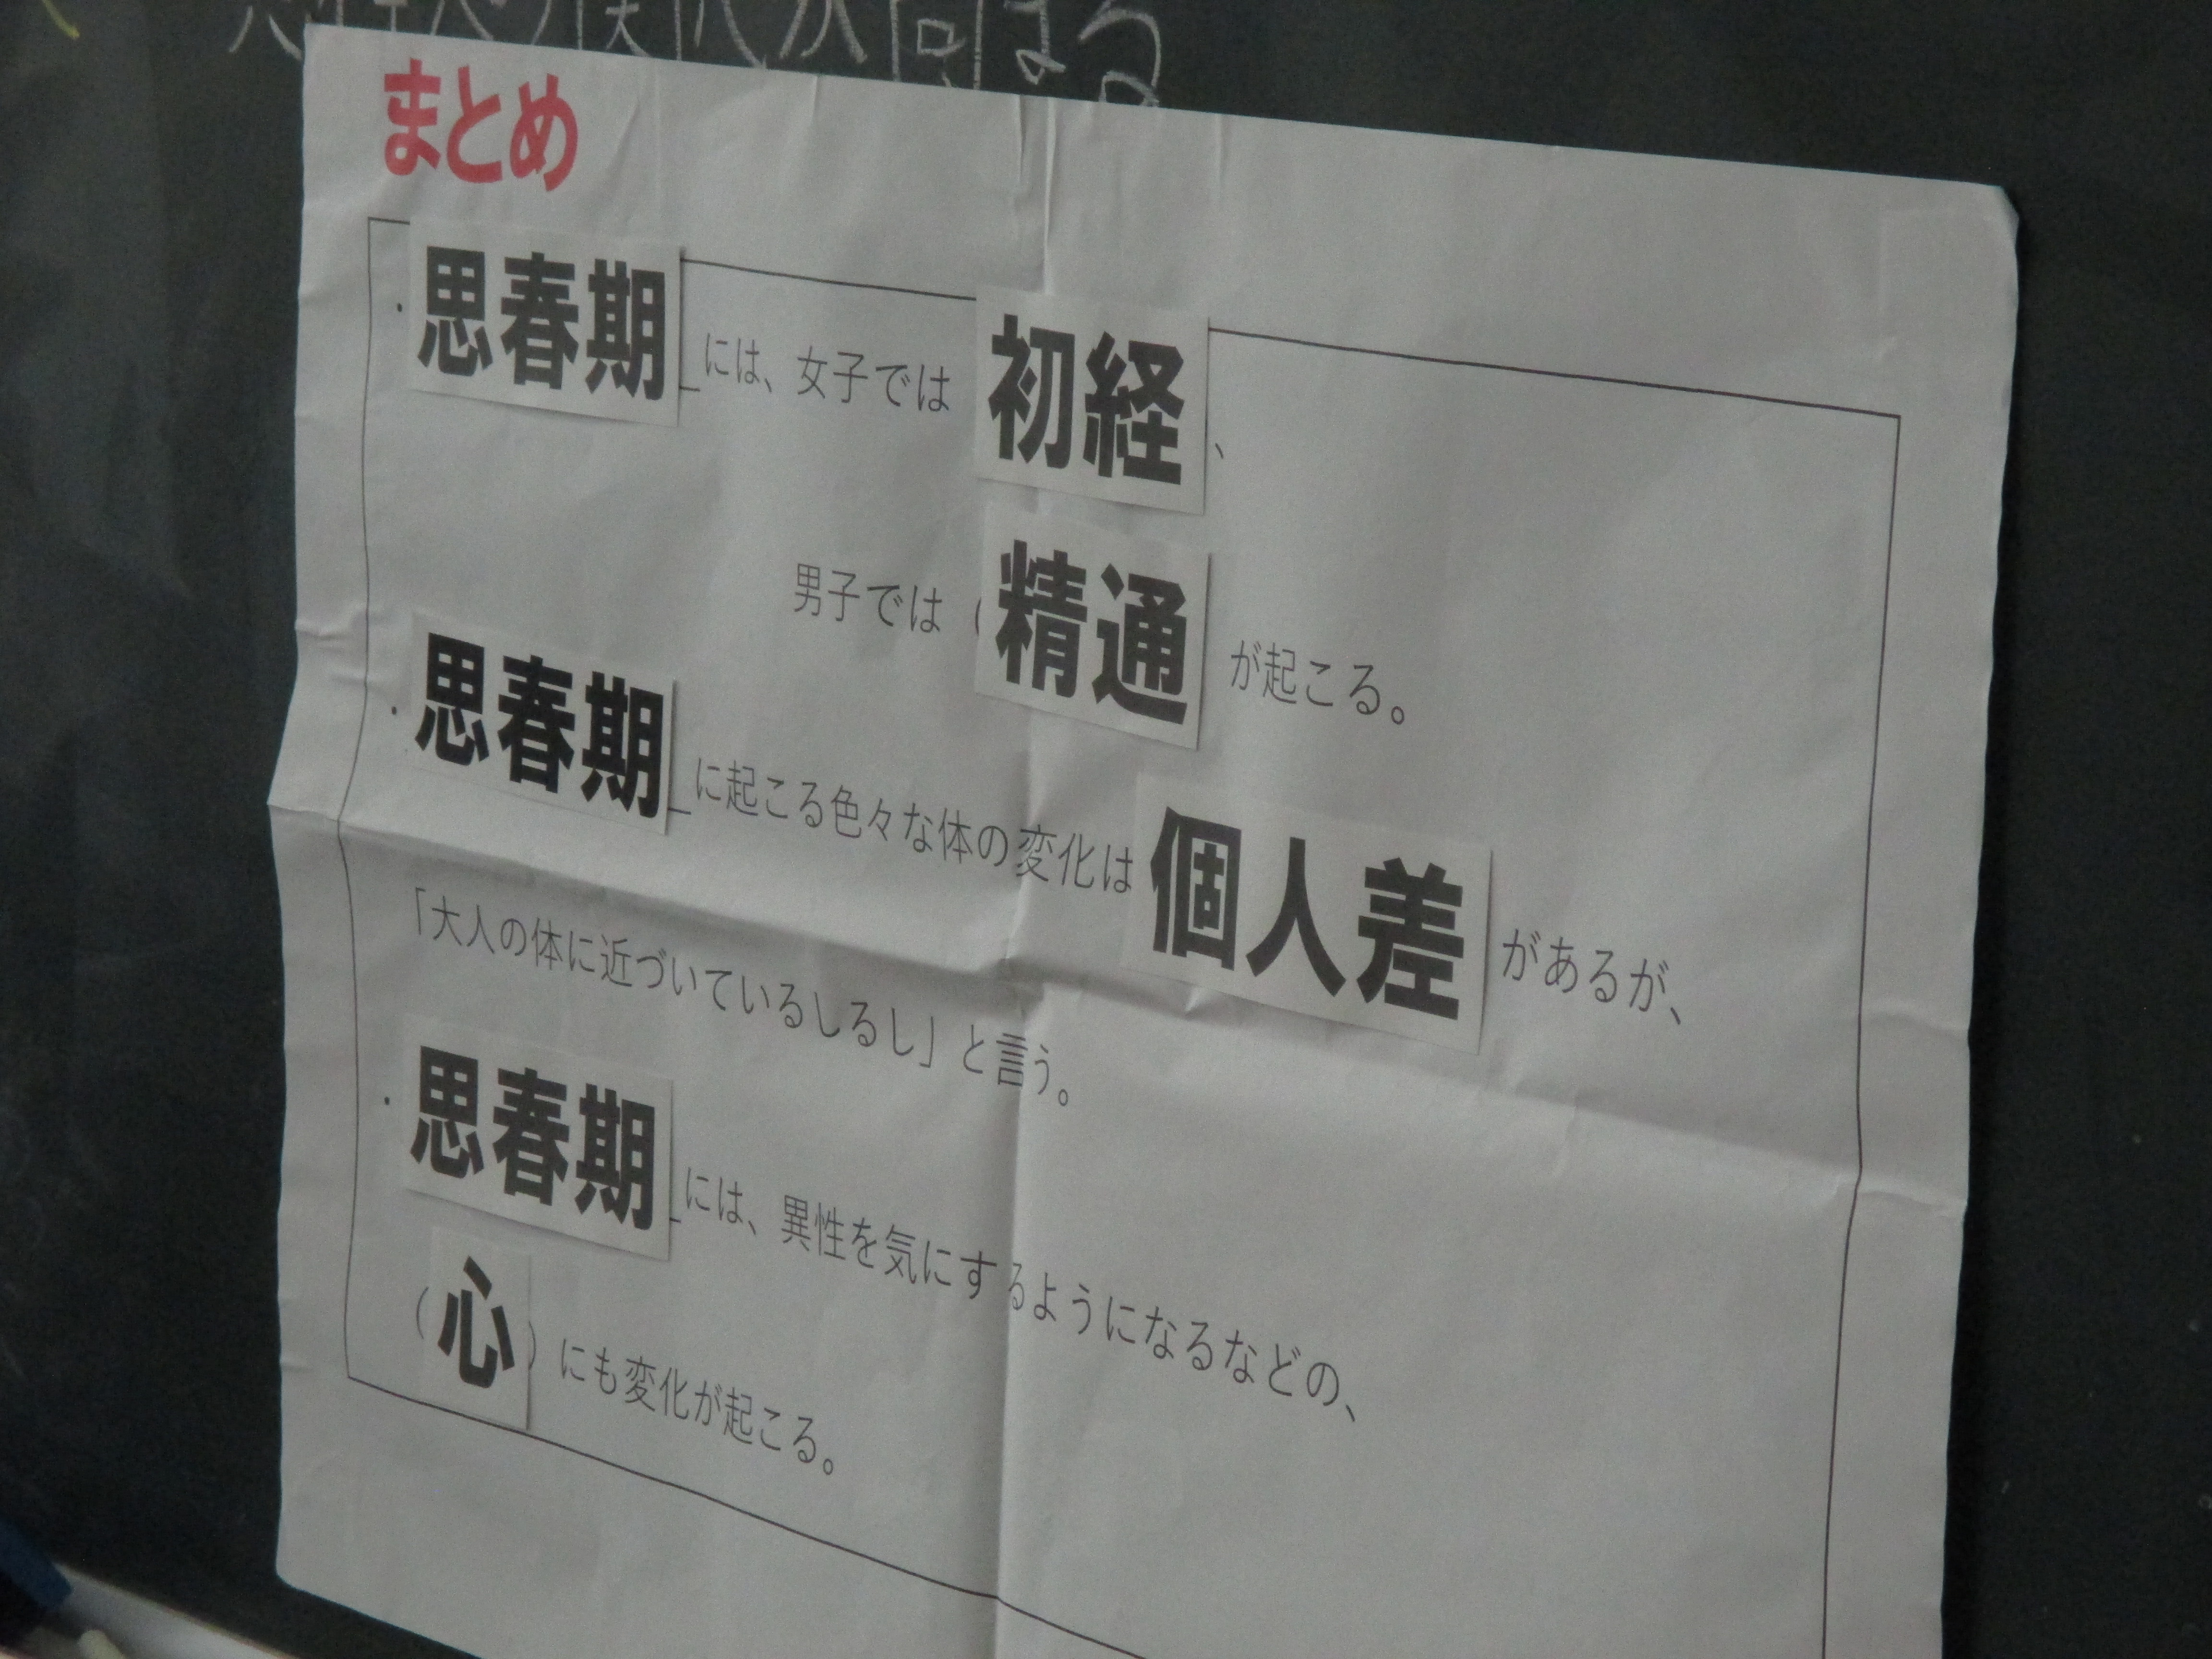 まとめ
・思春期には、女子では初経、
男子では（精通が起こる。
・思春期に起こる色々な体の変化は個人差があるが、
「大人の体に近づいているしるし」と言う。
・思春期には、異性を気にするようになるなどの、
（心）にも変化が起こる。